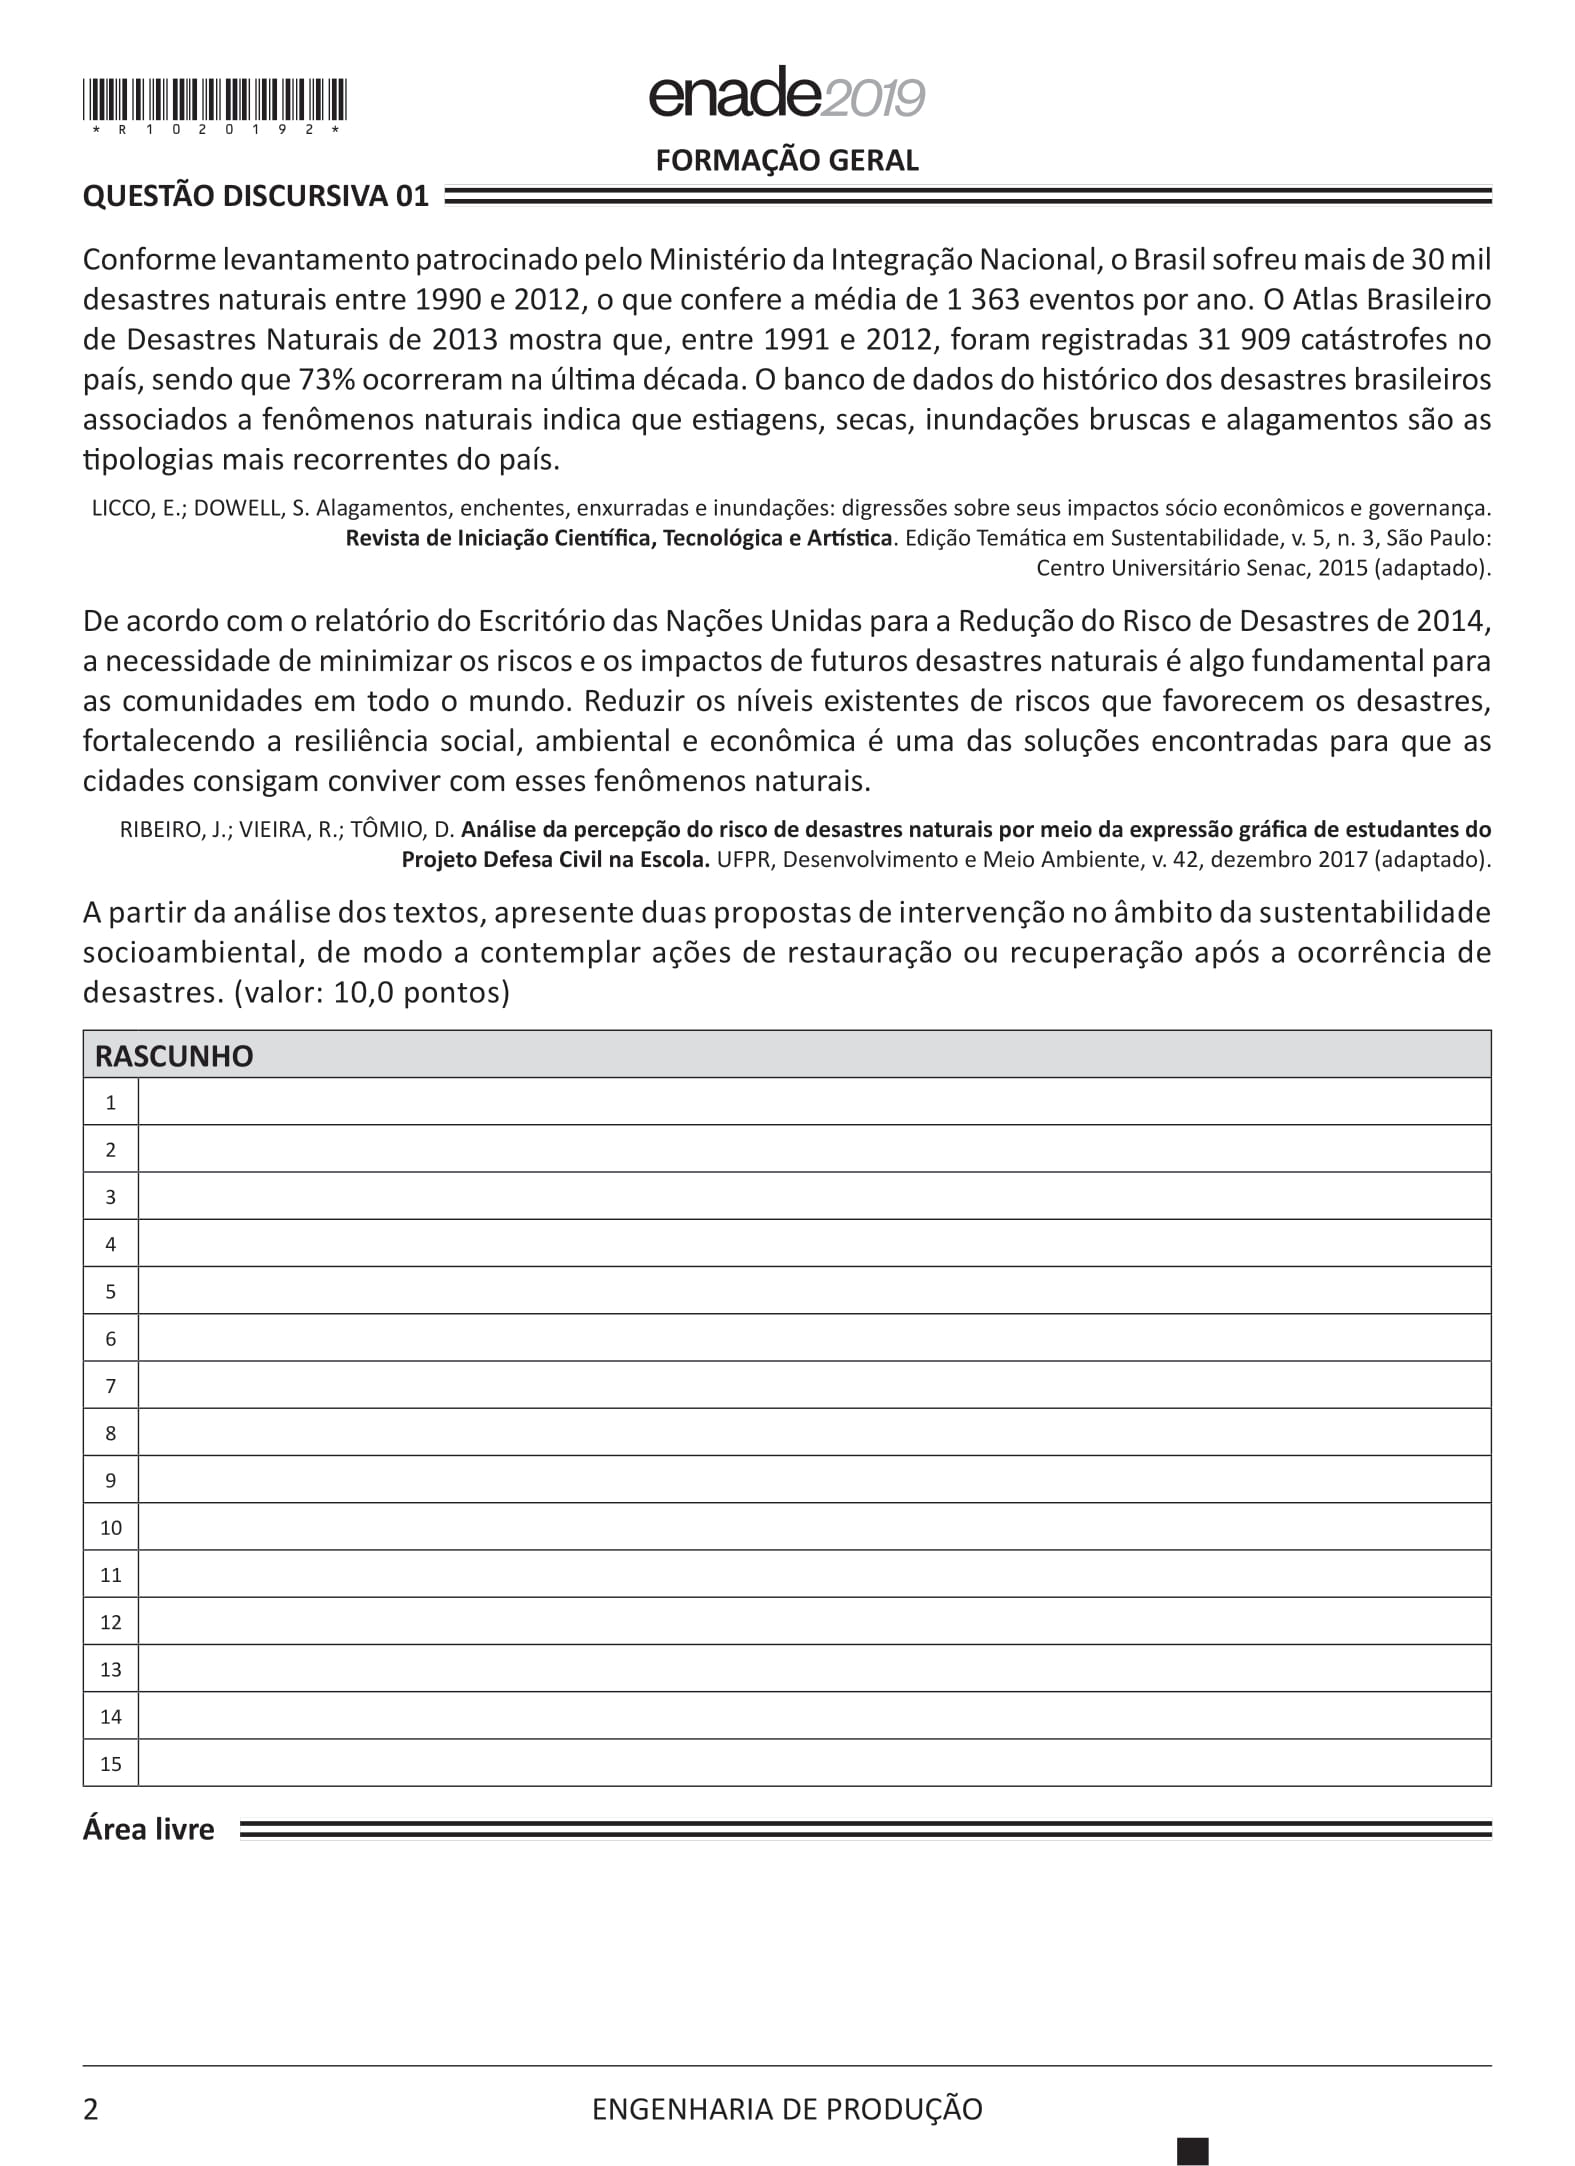 enade2019
*R1020192*
FORMAÇÃO GERAL
QUESTÃO DISCURSIVA 01
Conforme levantamento patrocinado pelo Ministério da Integração Nacional, o Brasil sofreu mais de 30 mil
desastres naturais entre 1990 e 2012, o que confere a média de 1 363 eventos por ano. O Atlas Brasileiro
de Desastres Naturais de 2013 mostra que, entre 1991 e 2012, foram registradas 31 909 catástrofes no
país, sendo que 73% ocorreram na última década. O banco de dados do histórico dos desastres brasileiros
associados a fenômenos naturais indica que estiagens, secas, inundações bruscas e alagamentos são as
tipologias mais recorrentes do país.
LICCO, E.; DOWELL, S. Alagamentos, enchentes, enxurradas e inundações: digressões sobre seus impactos sócio econômicos e governança.
Revista de Iniciação Científica, Tecnológica e Artística. Edição Temática em Sustentabilidade, v. 5, n. 3, São Paulo:
Centro Universitário Senac, 2015 (adaptado).
De acordo com o relatório do Escritório das Nações Unidas para a Redução do Risco de Desastres de 2014,
a necessidade de minimizar os riscos e os impactos de futuros desastres naturais é algo fundamental para
as comunidades em todo o mundo. Reduzir os níveis existentes de riscos que favorecem os desastres,
fortalecendo a resiliência social, ambiental e econômica é uma das soluções encontradas para que as
cidades consigam conviver com esses fenômenos naturais.
RIBEIRO, J.; VIEIRA, R.; TÔMIO, D. Análise da percepção do risco de desastres naturais por meio da expressão gráfica de estudantes do
Projeto Defesa Civil na Escola. UFPR, Desenvolvimento e Meio Ambiente, v. 42, dezembro 2017 (adaptado).
A partir da análise dos textos, apresente duas propostas de intervenção no âmbito da sustentabilidade
socioambiental, de modo a contemplar ações de restauração ou recuperação após a ocorrência de
desastres. (valor: 10,0 pontos)
RASCUNHO
1
2
3
4
5
6
7
8
9
10
11
12
13
14
15
Área livre
2
ENGENHARIA DE PRODUÇÃO